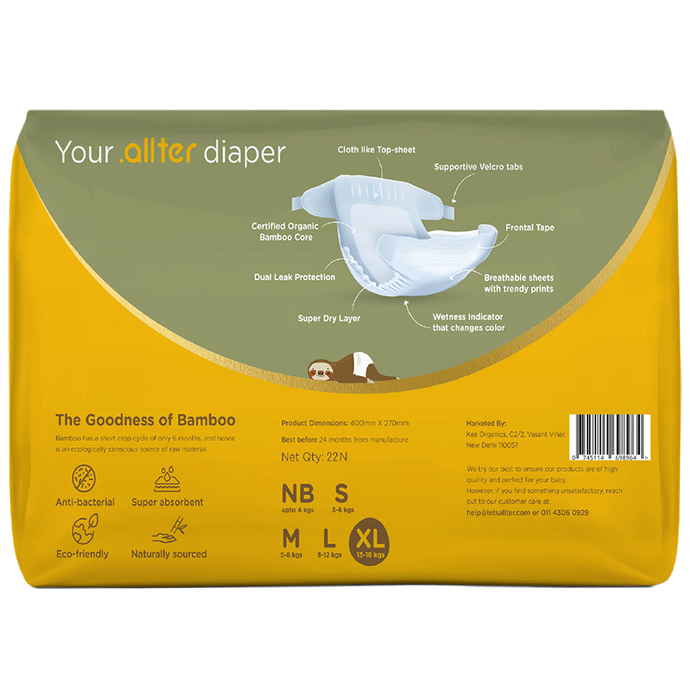 Your .allter diaper
Cloth like Top-sheet
Supportive Velcro tabs
Certified Organic
Bamboo Core
Frontal Tape
Dual Leak Protection
Breathable sheets
with trendy prints
Super Dry Layer
Wetness Indicator
that changes color
The Goodness of Bamboo
Bamboo has a short crop cycle of only 6 months, and hence
is an ecologically conscious source of raw material.
Anti-bacterial
Super absorbent
Eco-friendly
Naturally sourced
Product Dimensions: 400mm X 270mm
Best before 24 months from manufacture
Net Qty: 22N
NB
upto 4 kgs
S
3-6 kgs
M
5-8 kgs
L
8-12 kgs
XL
13-18 kgs
Marketed By:
Kea Organics, C2/2, Vasant Vihar,
New Delhi 110057
0 745114 698964 >
We try our best to ensure our products are of high
quality and perfect for your baby.
However, if you find something unsatisfactory, reach
out to our customer care at:
help@letsallter.com or 011 4306 0929